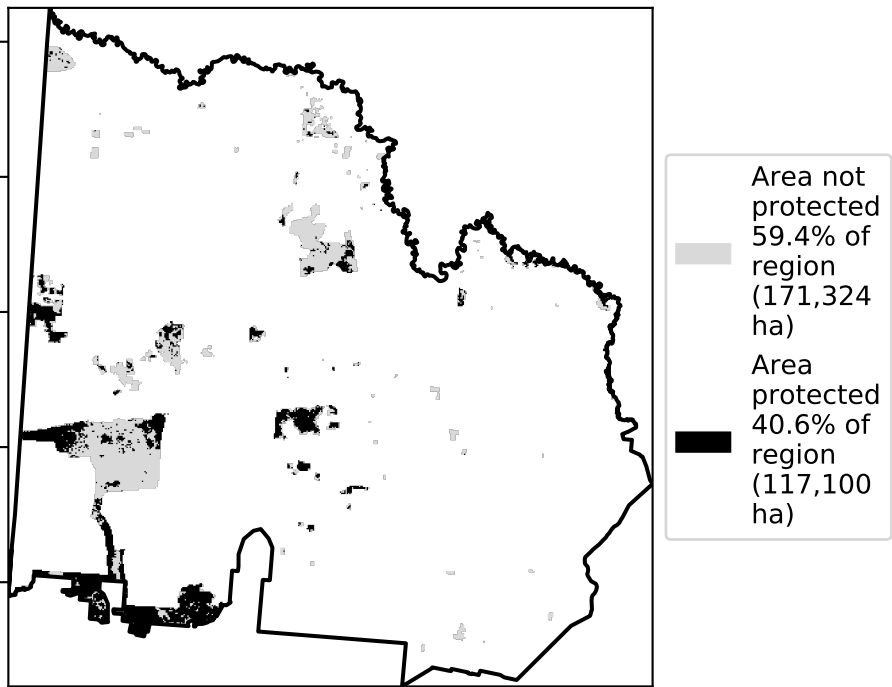 Area not
protected
59.4% of
region
(171,324
ha)
Area
protected
40.6% of
region
(117,100
ha)